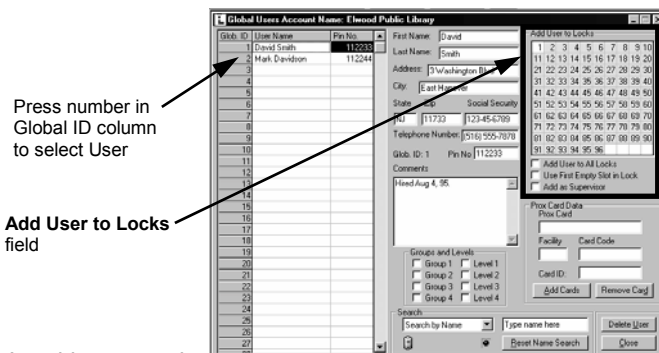 Global Users Account Name: Elwood Public Library
Glob. ID User Name Pin No.
1 David Smith 112233
2 Mark Davidson 112244
3
4
5
6
7
8
9
10
11
12
13
14
15
16
17
18
19
20
21
22
23
24
25
26
27
Press number in
Global ID column
to select User
Add User to Locks
field
First Name: David
Last Name: Smith
Address: 3 Washington Blvd
City: East Hanover
State Zip Social Security
NJ 11733 123-45-6789
Telephone Number: (516) 555-7878
Glob. ID: 1 Pin No 112233
Comments
Hired Aug 4, 95.
Groups and Levels
Group 1 Level 1
Group 2 Level 2
Group 3 Level 3
Group 4 Level 4
Search
Search by Name Type name here
Reset Name Search
Add User to Locks
1 2 3 4 5 6 7 8 9 10
11 12 13 14 15 16 17 18 19 20
21 22 23 24 25 26 27 28 29 30
31 32 33 34 35 36 37 38 39 40
41 42 43 44 45 46 47 48 49 50
51 52 53 54 55 56 57 58 59 60
61 62 63 64 65 66 67 68 69 70
71 72 73 74 75 76 77 78 79 80
81 82 83 84 85 86 87 88 89 90
91 92 93 94 95 96
Add User to All Locks
Use First Empty Slot in Lock
Add as Supervisor
Prox Card Data
Prox Card
Facility Card Code
Card ID:
Add Cards Remove Card
Delete User
Close